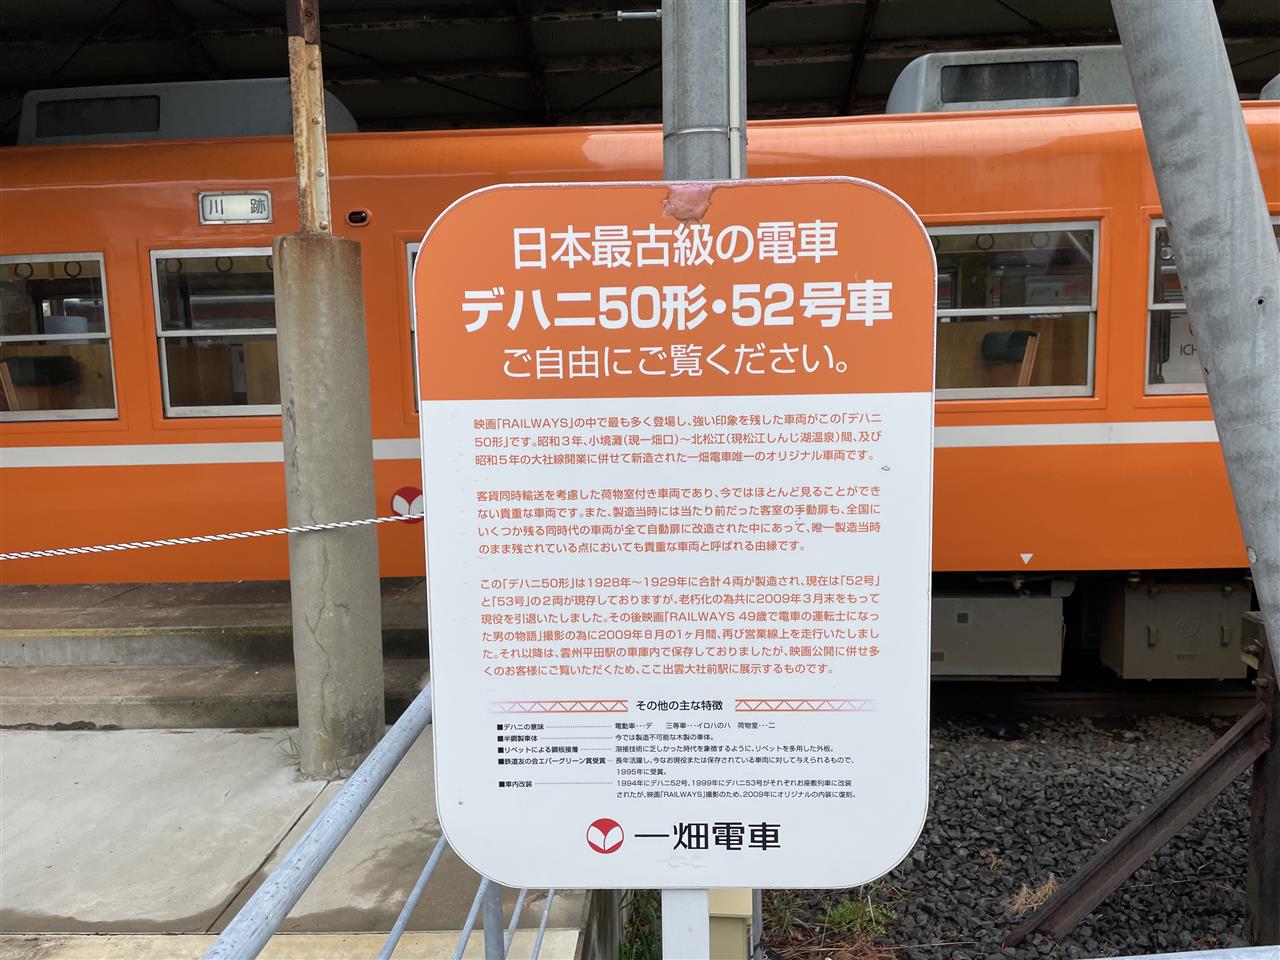 川跡
日本最古級の電車
デハニ50形・52号車
ご自由にご覧ください。
映画「RAILWAYS」の中で最も多く登場し、強い印象を残した車両がこの「デハニ
50形」です。昭和3年、小境灘(現一畑口)～北松江(現松江しんじ湖温泉)間、及び
昭和5年の大社線開業に併せて新造された一畑電車唯一のオリジナル車両です。
客貨同時輸送を考慮した荷物室付き車両であり、今ではほとんど見ることができ
ない貴重な車両です。また、製造当時には当たり前だった客室の手動扉も、全国に
いくつか残る同時代の車両が全て自動扉に改造された中にあって、唯一製造当時
のまま残されている点においても貴重な車両と呼ばれる由縁です。
この「デハニ50形」は1928年～1929年に合計4両が製造され、現在は「52号」
と「53号」の2両が現存しておりますが、老朽化の為共に2009年3月末をもって
現役を引退いたしました。その後映画「RAILWAYS 49歳で電車の運転士になっ
た男の物語」撮影の為に2009年8月の1ヶ月間、再び営業線上を走行いたしまし
た。それ以降は、雲州平田駅の車庫内で保存しておりましたが、映画公開に併せ多
くのお客様にご覧いただくため、ここ出雲大社前駅に展示するものです。
その他の主な特徴
■デハニの意味 電動車・・・デ 三等車・・・イロハのハ 荷物室・・・ニ
■半鋼製車体 今では製造不可能な木製の車体。
■リベットによる鋼板接着 溶接技術に乏しかった時代を象徴するように、リベットを多用した外板。
■鉄道友の会エバーグリーン賞受賞 長年活躍し、今なお現役または保存されている車両に対して与えられるもので、
1995年に受賞。
■車内改装 1994年にデハニ52号、1999年にデハニ53号がそれぞれお座敷列車に改装
されたが、映画「RAILWAYS」撮影のため、2009年にオリジナルの内装に復刻。
一畑電車
ICH